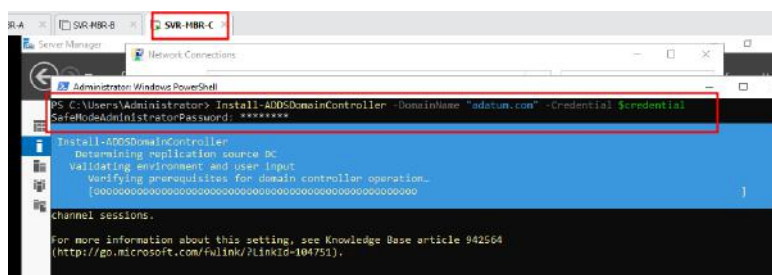 R-A
SVR-MBR-B
SVR-MBR-C
Server Manager
Network Connections
Administrator: Windows PowerShell
PS C:\Users\Administrator> Install-ADDSDomainController -DomainName "adatum.com" -Credential $credential
SafeModeAdministratorPassword: ********
Install-ADDSDomainController
Determining replication source DC
Validating environment and user input
Verifying prerequisites for domain controller operation…
[oooooooooooooooooooooooooooooooooooooooooooooooooooo ]
channel sessions.
For more information about this setting, see Knowledge Base article 942564
(http://go.microsoft.com/fwlink/?LinkId=104751).